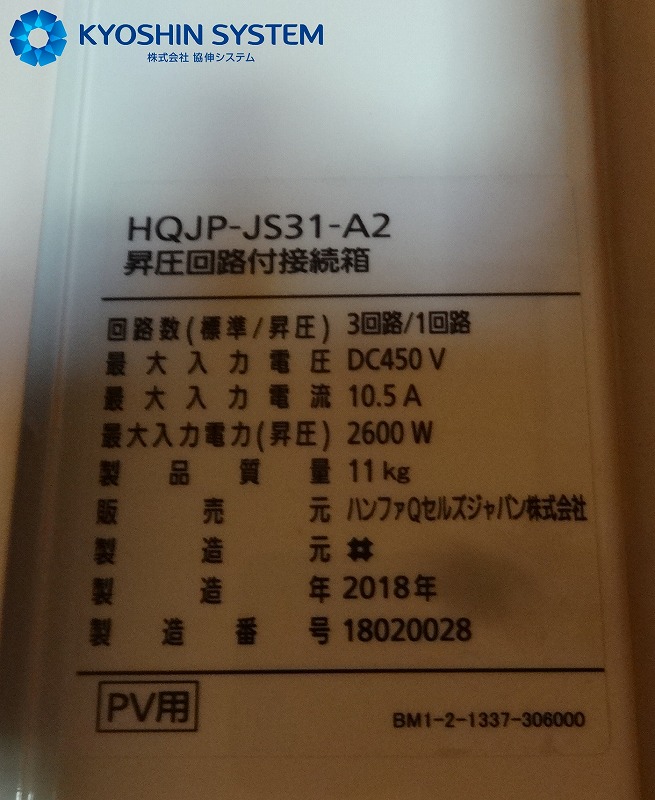 KYOSHIN SYSTEM
株式会社 協伸システム
HQJP-JS31-A2
昇圧回路付接続箱
回路数(標準/昇圧) 3回路/1回路
最大入力電圧 DC450 V
最大入力電流 10.5 A
最大入力電力(昇圧) 2600 W
製品質量 11 kg
販売元 ハンファQセルズジャパン株式会社
製造元
製造年 2018年
製造番号 18020028
PV用
BM1-2-1337-306000